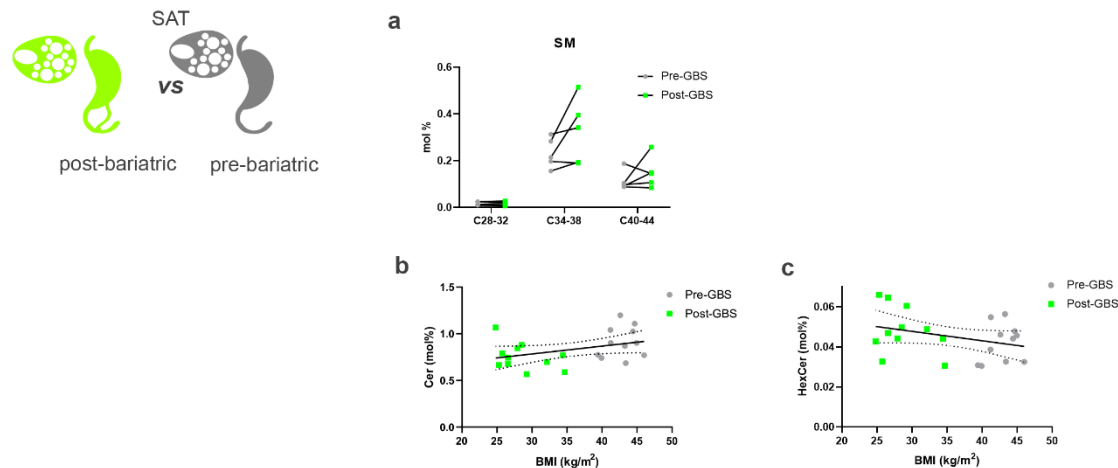 SAT
vs
post-bariatric
pre-bariatric
a
SM
Pre-GBS
Post-GBS
mol %
0.6
0.4
0.2
0.0
C28-32
C34-38
C40-44
b
Pre-GBS
Post-GBS
Cer (mol%)
1.5
1.0
0.5
0.0
20 25 30 35 40 45 50
BMI (kg/m²)
c
Pre-GBS
Post-GBS
HexCer (mol%)
0.06
0.04
0.02
0.00
20 25 30 35 40 45 50
BMI (kg/m²)